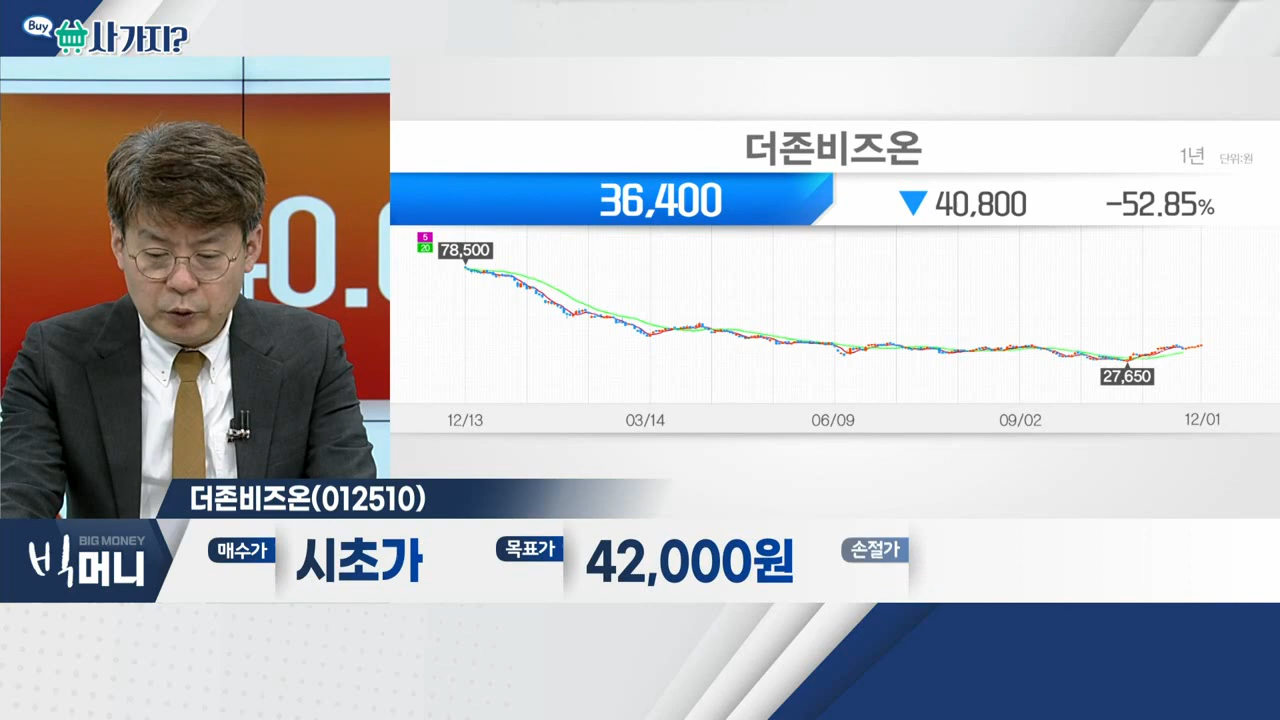 Buy 사가지?
더존비즈온
1년 단위:원
36,400 ▼40,800 -52.85%
5
20
78,500
27,650
12/13 03/14 06/09 09/02 12/01
더존비즈온(012510)
BIG MONEY
빅머니
매수가 시초가 목표가 42,000원 손절가